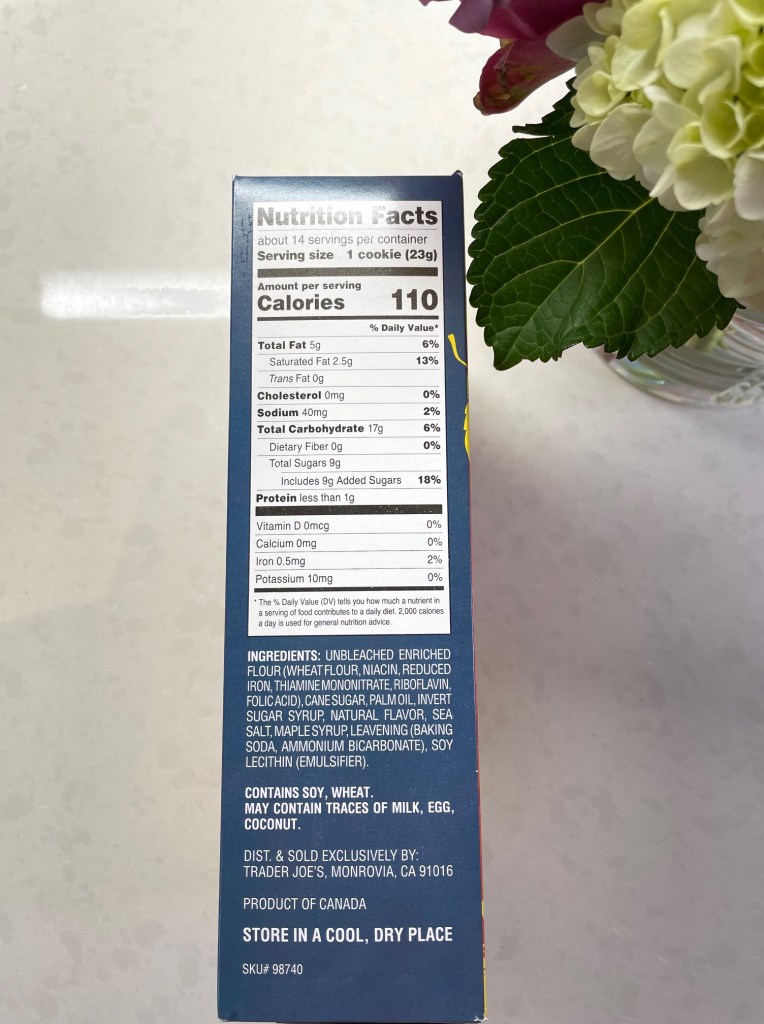 Nutrition Facts
about 14 servings per container
Serving size 1 cookie (23g)
Amount per serving
Calories 110
% Daily Value*
Total Fat 5g 6%
Saturated Fat 2.5g 13%
Trans Fat 0g
Cholesterol 0mg 0%
Sodium 40mg 2%
Total Carbohydrate 17g 6%
Dietary Fiber 0g 0%
Total Sugars 9g
Includes 9g Added Sugars 18%
Protein less than 1g
Vitamin D 0mcg 0%
Calcium 0mg 0%
Iron 0.5mg 2%
Potassium 10mg 0%
* The % Daily Value (DV) tells you how much a nutrient in
a serving of food contributes to a daily diet. 2,000 calories
a day is used for general nutrition advice.
INGREDIENTS: UNBLEACHED ENRICHED
FLOUR (WHEAT FLOUR, NIACIN, REDUCED
IRON, THIAMINE MONONITRATE, RIBOFLAVIN,
FOLIC ACID), CANE SUGAR, PALM OIL, INVERT
SUGAR SYRUP, NATURAL FLAVOR, SEA
SALT, MAPLE SYRUP, LEAVENING (BAKING
SODA, AMMONIUM BICARBONATE), SOY
LECITHIN (EMULSIFIER).
CONTAINS SOY, WHEAT.
MAY CONTAIN TRACES OF MILK, EGG,
COCONUT.
DIST. & SOLD EXCLUSIVELY BY:
TRADER JOE'S, MONROVIA, CA 91016
PRODUCT OF CANADA
STORE IN A COOL, DRY PLACE
SKU# 98740